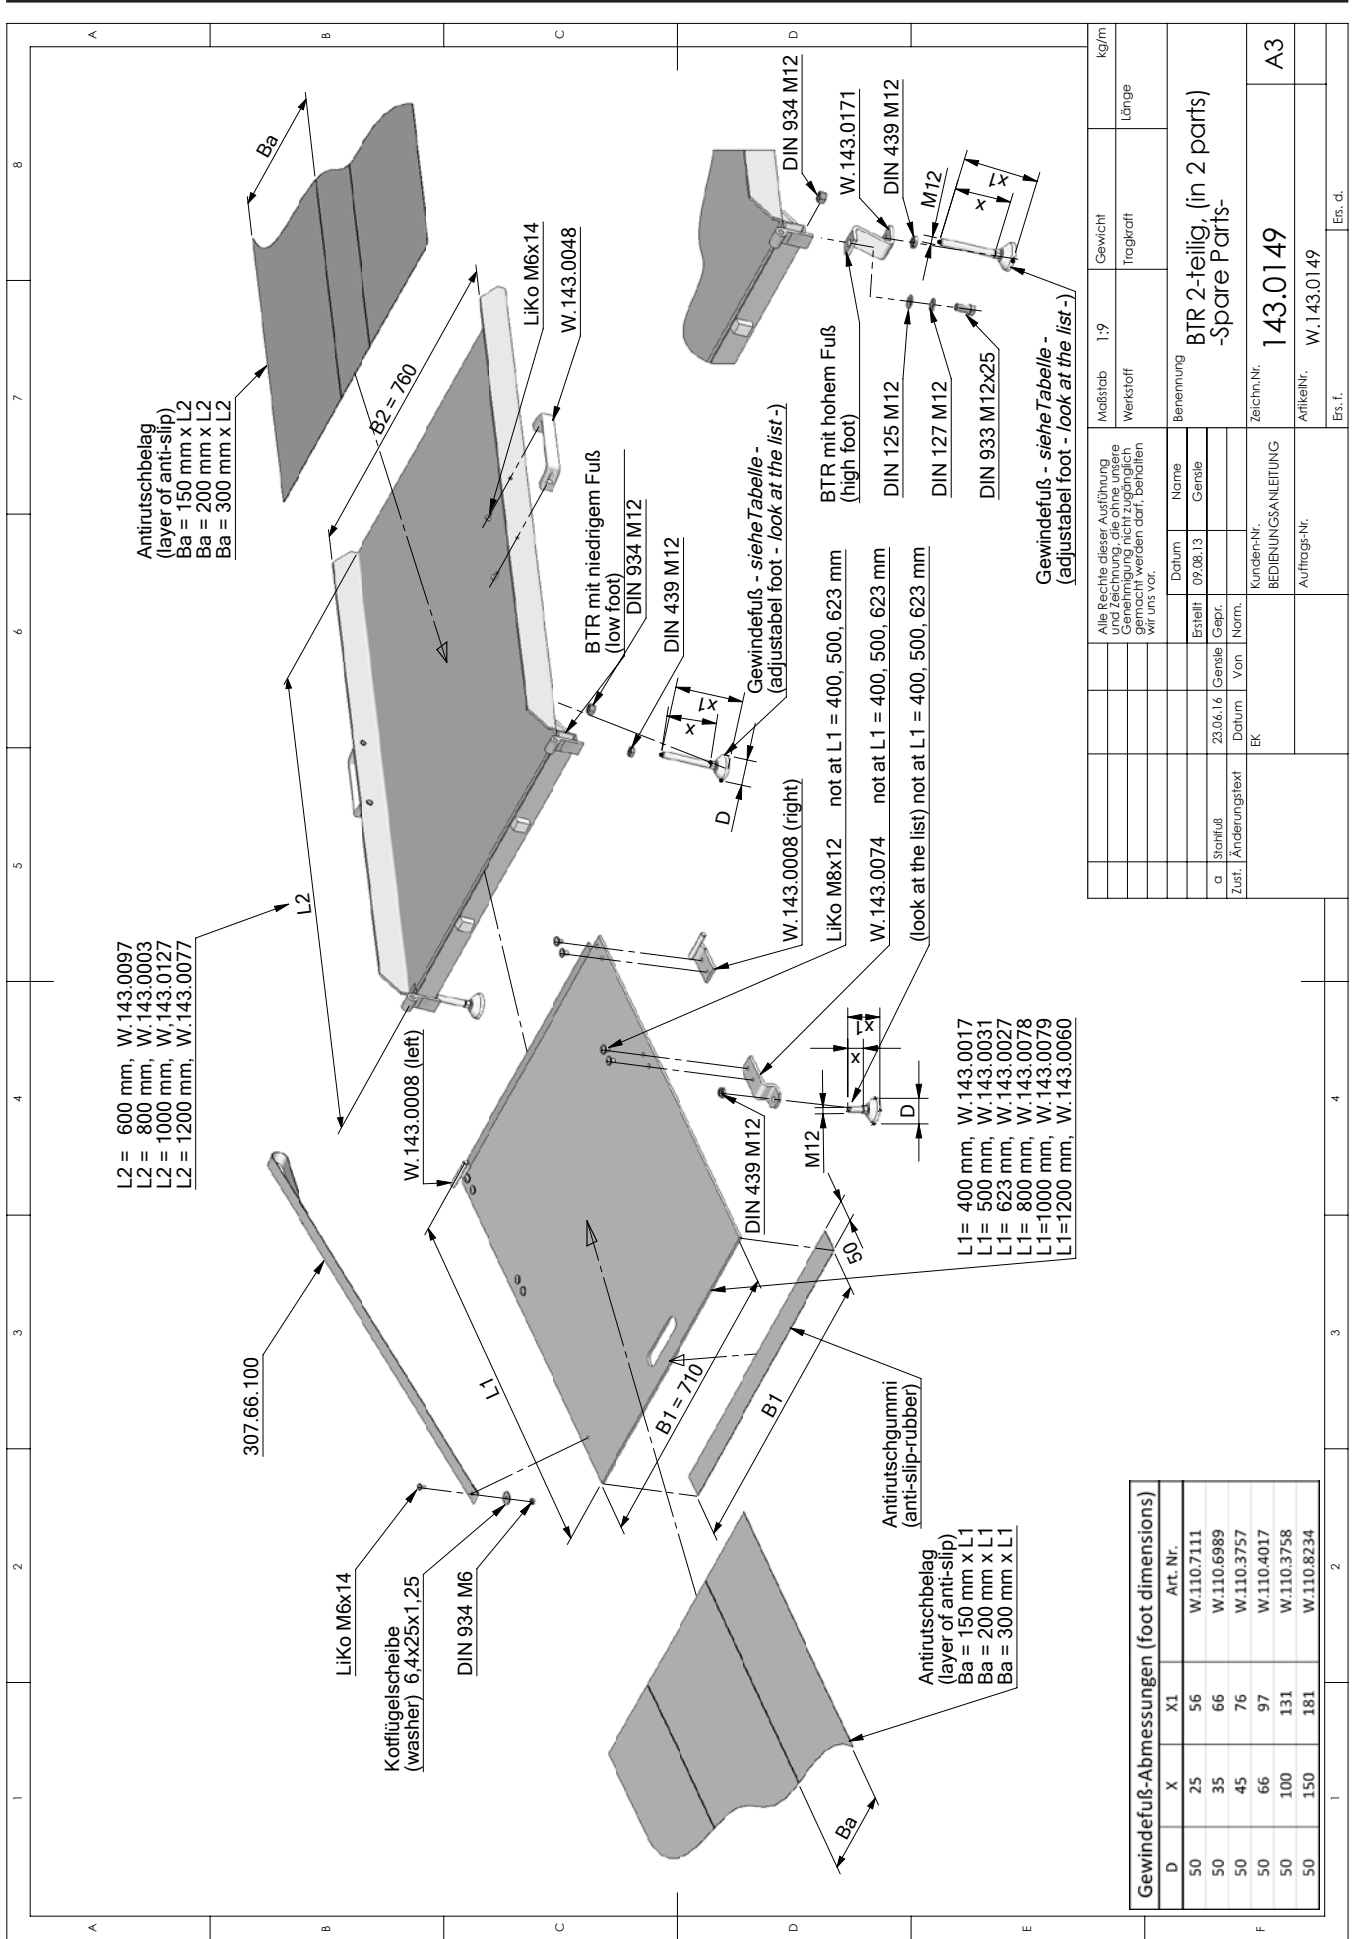 1
2
3
4
5
6
7
8
A
B
C
D
E
F
A
B
C
D
Antirutschbelag
(layer of anti-slip)
Ba = 150 mm x L2
Ba = 200 mm x L2
Ba = 300 mm x L2
Ba
L2 = 600 mm, W.143.0097
L2 = 800 mm, W.143.0003
L2 = 1000 mm, W,143.0127
L2 = 1200 mm, W.143.0077
L2
B2 = 760
LiKo M6x14
W.143.0048
307.66.100
LiKo M6x14
Kotflügelscheibe
(washer) 6,4x25x1,25
DIN 934 M6
L1
W.143.0008 (left)
B1 = 710
B1
50
Antirutschgummi
(anti-slip-rubber)
Antirutschbelag
(layer of anti-slip)
Ba = 150 mm x L1
Ba = 200 mm x L1
Ba = 300 mm x L1
Ba
DIN 439 M12
M12
x
x1
D
L1= 400 mm, W.143.0017
L1= 500 mm, W.143.0031
L1= 623 mm, W.143.0027
L1= 800 mm, W.143.0078
L1=1000 mm, W.143.0079
L1=1200 mm, W.143.0060
W.143.0008 (right)
LiKo M8x12 not at L1 = 400, 500, 623 mm
W.143.0074 not at L1 = 400, 500, 623 mm
(look at the list) not at L1 = 400, 500, 623 mm
BTR mit niedrigem Fuß
(low foot)
DIN 934 M12
DIN 439 M12
x
x1
D
Gewindefuß - sieheTabelle -
(adjustabel foot - look at the list -)
DIN 934 M12
W.143.0171
DIN 439 M12
M12
x
x1
BTR mit hohem Fuß
(high foot)
DIN 125 M12
DIN 127 M12
DIN 933 M12x25
Gewindefuß - sieheTabelle -
(adjustabel foot - look at the list -)
Gewindefuß-Abmessungen (foot dimensions)
D X X1 Art. Nr.
50 25 56 W.110.7111
50 35 66 W.110.6989
50 45 76 W.110.3757
50 66 97 W.110.4017
50 100 131 W.110.3758
50 150 181 W.110.8234
Alle Rechte dieser Ausführung
und Zeichnung, die ohne unsere
Genehmigung nicht zugänglich
gemacht werden darf, behalten
wir uns vor.
Maßstab 1:9 Gewicht kg/m
Werkstoff Tragkraft Länge
Datum Name
Erstellt 09.08.13 Gensle
a Stahlfuß 23.06.16 Gensle Gepr.
Zust. Änderungstext Datum Von Norm.
Benennung
BTR 2-teilig, (in 2 parts)
-Spare Parts-
EK
Kunden-Nr.
BEDIENUNGSANLEITUNG
Zeichn.Nr.
143.0149
A3
Auftrags-Nr.
ArtikelNr.
W.143.0149
Ers. f.
Ers. d.
1
2
3
4